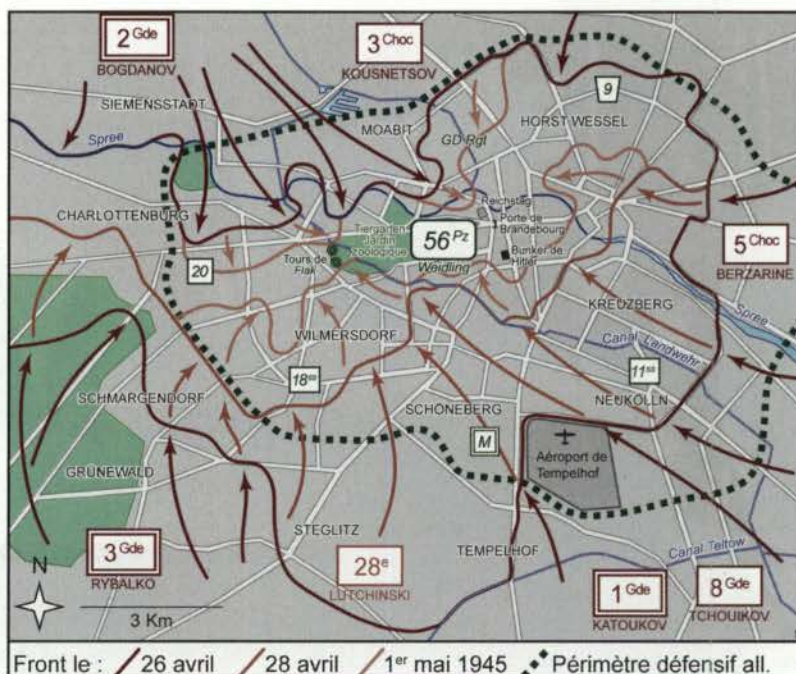 2 Gde
BOGDANOV
3 Choc
KOUSNETSOV
SIEMENSSTADT
9
MOABIT
HORST WESSEL
Spree
GD Rgt
CHARLOTTENBURG
Reichstag
Tiergarten
Jardin
zoologique
56 Pz
Porte de
Brandebourg
5 Choc
BERZARINE
20
Tours de
Flak
Weidling
Bunker de
Hitler
KREUZBERG
Spree
WILMERSDORF
Canal Landwehr
18 SS
11 SS
SCHMARGENDORF
SCHÖNEBERG
NEUKÖLLN
M
Aéroport de
Tempelhof
GRÜNEWALD
STEGLITZ
TEMPELHOF
Canal Teltow
3 Gde
RYBALKO
28e
LUTCHINSKI
1 Gde
KATOUKOV
8 Gde
TCHOUIKOV
N
3 Km
Front le : 26 avril 28 avril 1er mai 1945 Périmètre défensif all.